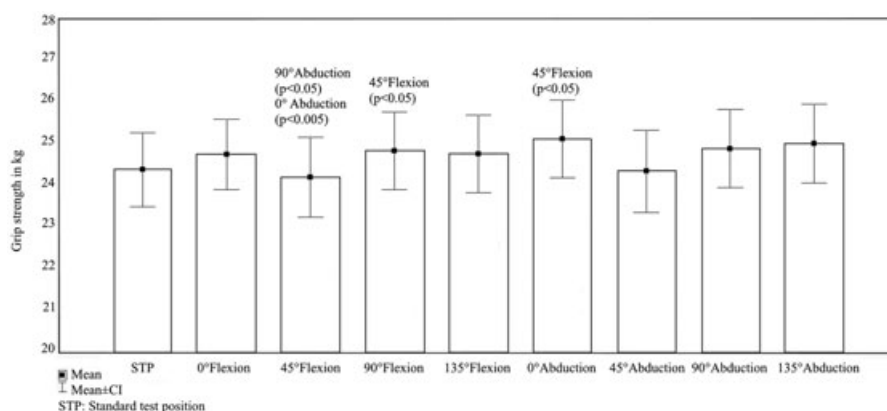 28
27
26
25
24
23
22
21
20
Grip strength in kg
90°Abduction
(p<0.05)
0° Abduction
(p<0.005)
45°Flexion
(p<0.05)
45°Flexion
(p<0.05)
STP
0°Flexion
45°Flexion
90°Flexion
135°Flexion
0°Abduction
45°Abduction
90°Abduction
135°Abduction
Mean
Mean±CI
STP: Standard test position